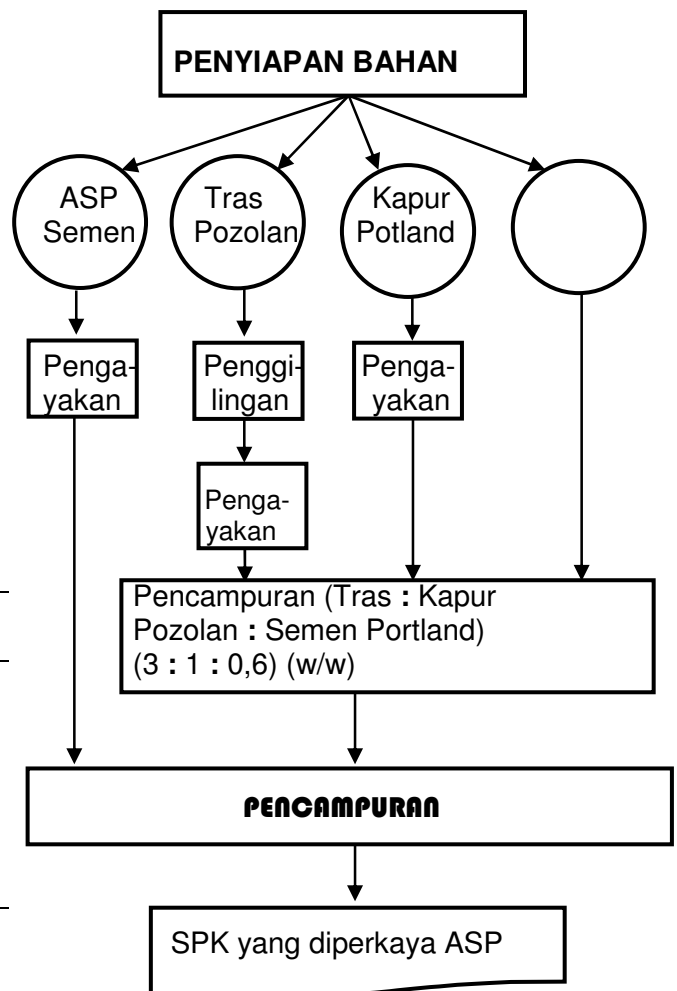 PENYIAPAN BAHAN
ASP
Semen
Tras
Pozolan
Kapur
Potland
Penga-
yakan
Penggi-
lingan
Penga-
yakan
Penga-
yakan
Pencampuran (Tras : Kapur
Pozolan : Semen Portland)
(3 : 1 : 0,6) (w/w)
PENCAMPURAN
SPK yang diperkaya ASP